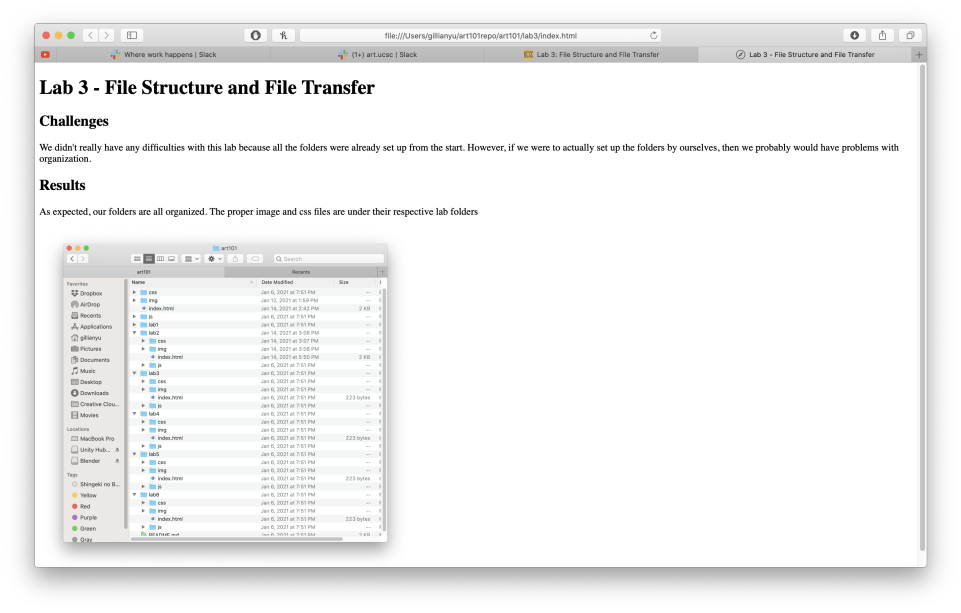 file:///Users/gillianyu/art101repo/art101/lab3/index.html
Where work happens | Slack
(1+) art.ucsc | Slack
Lab 3: File Structure and File Transfer
Lab 3 - File Structure and File Transfer
Lab 3 - File Structure and File Transfer
Challenges
We didn't really have any difficulties with this lab because all the folders were already set up from the start. However, if we were to actually set up the folders by ourselves, then we probably would have problems with
organization.
Results
As expected, our folders are all organized. The proper image and css files are under their respective lab folders
art101
Search
art101 Recents
Name Date Modified Size
Favorites
Dropbox
AirDrop
Recents
Applications
gillianyu
Pictures
Documents
Music
Desktop
Downloads
Creative Clou...
Movies
Locations
MacBook Pro
Unity Hub...
Blender
Tags
Shingeki no B...
Yellow
Red
Purple
Green
Gray
css Jan 6, 2021 at 7:51 PM --
img Jan 12, 2021 at 1:59 PM --
index.html Jan 14, 2021 at 2:42 PM 2 KB
js Jan 6, 2021 at 7:51 PM --
lab1 Jan 6, 2021 at 7:51 PM --
lab2 Jan 14, 2021 at 3:08 PM --
css Jan 14, 2021 at 3:07 PM --
img Jan 14, 2021 at 3:08 PM --
index.html Jan 14, 2021 at 5:50 PM 2 KB
js Jan 6, 2021 at 7:51 PM --
lab3 Jan 6, 2021 at 7:51 PM --
css Jan 6, 2021 at 7:51 PM --
img Jan 6, 2021 at 7:51 PM --
index.html Jan 6, 2021 at 7:51 PM 223 bytes
js Jan 6, 2021 at 7:51 PM --
lab4 Jan 6, 2021 at 7:51 PM --
css Jan 6, 2021 at 7:51 PM --
img Jan 6, 2021 at 7:51 PM --
index.html Jan 6, 2021 at 7:51 PM 223 bytes
js Jan 6, 2021 at 7:51 PM --
lab5 Jan 6, 2021 at 7:51 PM --
css Jan 6, 2021 at 7:51 PM --
img Jan 6, 2021 at 7:51 PM --
index.html Jan 6, 2021 at 7:51 PM 223 bytes
js Jan 6, 2021 at 7:51 PM --
lab6 Jan 6, 2021 at 7:51 PM --
css Jan 6, 2021 at 7:51 PM --
img Jan 6, 2021 at 7:51 PM --
index.html Jan 6, 2021 at 7:51 PM 223 bytes
js Jan 6, 2021 at 7:51 PM --
README.md Jan 6, 2021 at 7:51 PM